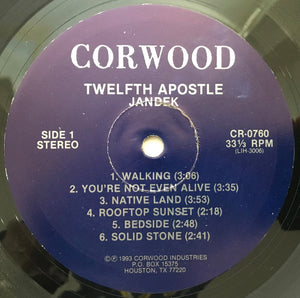 CORWOOD
TWELFTH APOSTLE
JANDEK
SIDE 1
STEREO
CR-0760
33⅓ RPM
(LIH-3006)
1. WALKING (3:06)
2. YOU'RE NOT EVEN ALIVE (3:35)
3. NATIVE LAND (3:53)
4. ROOFTOP SUNSET (2:18)
5. BEDSIDE (2:48)
6. SOLID STONE (2:41)
©℗ 1993 CORWOOD INDUSTRIES
P.O. BOX 15375
HOUSTON, TX 77220